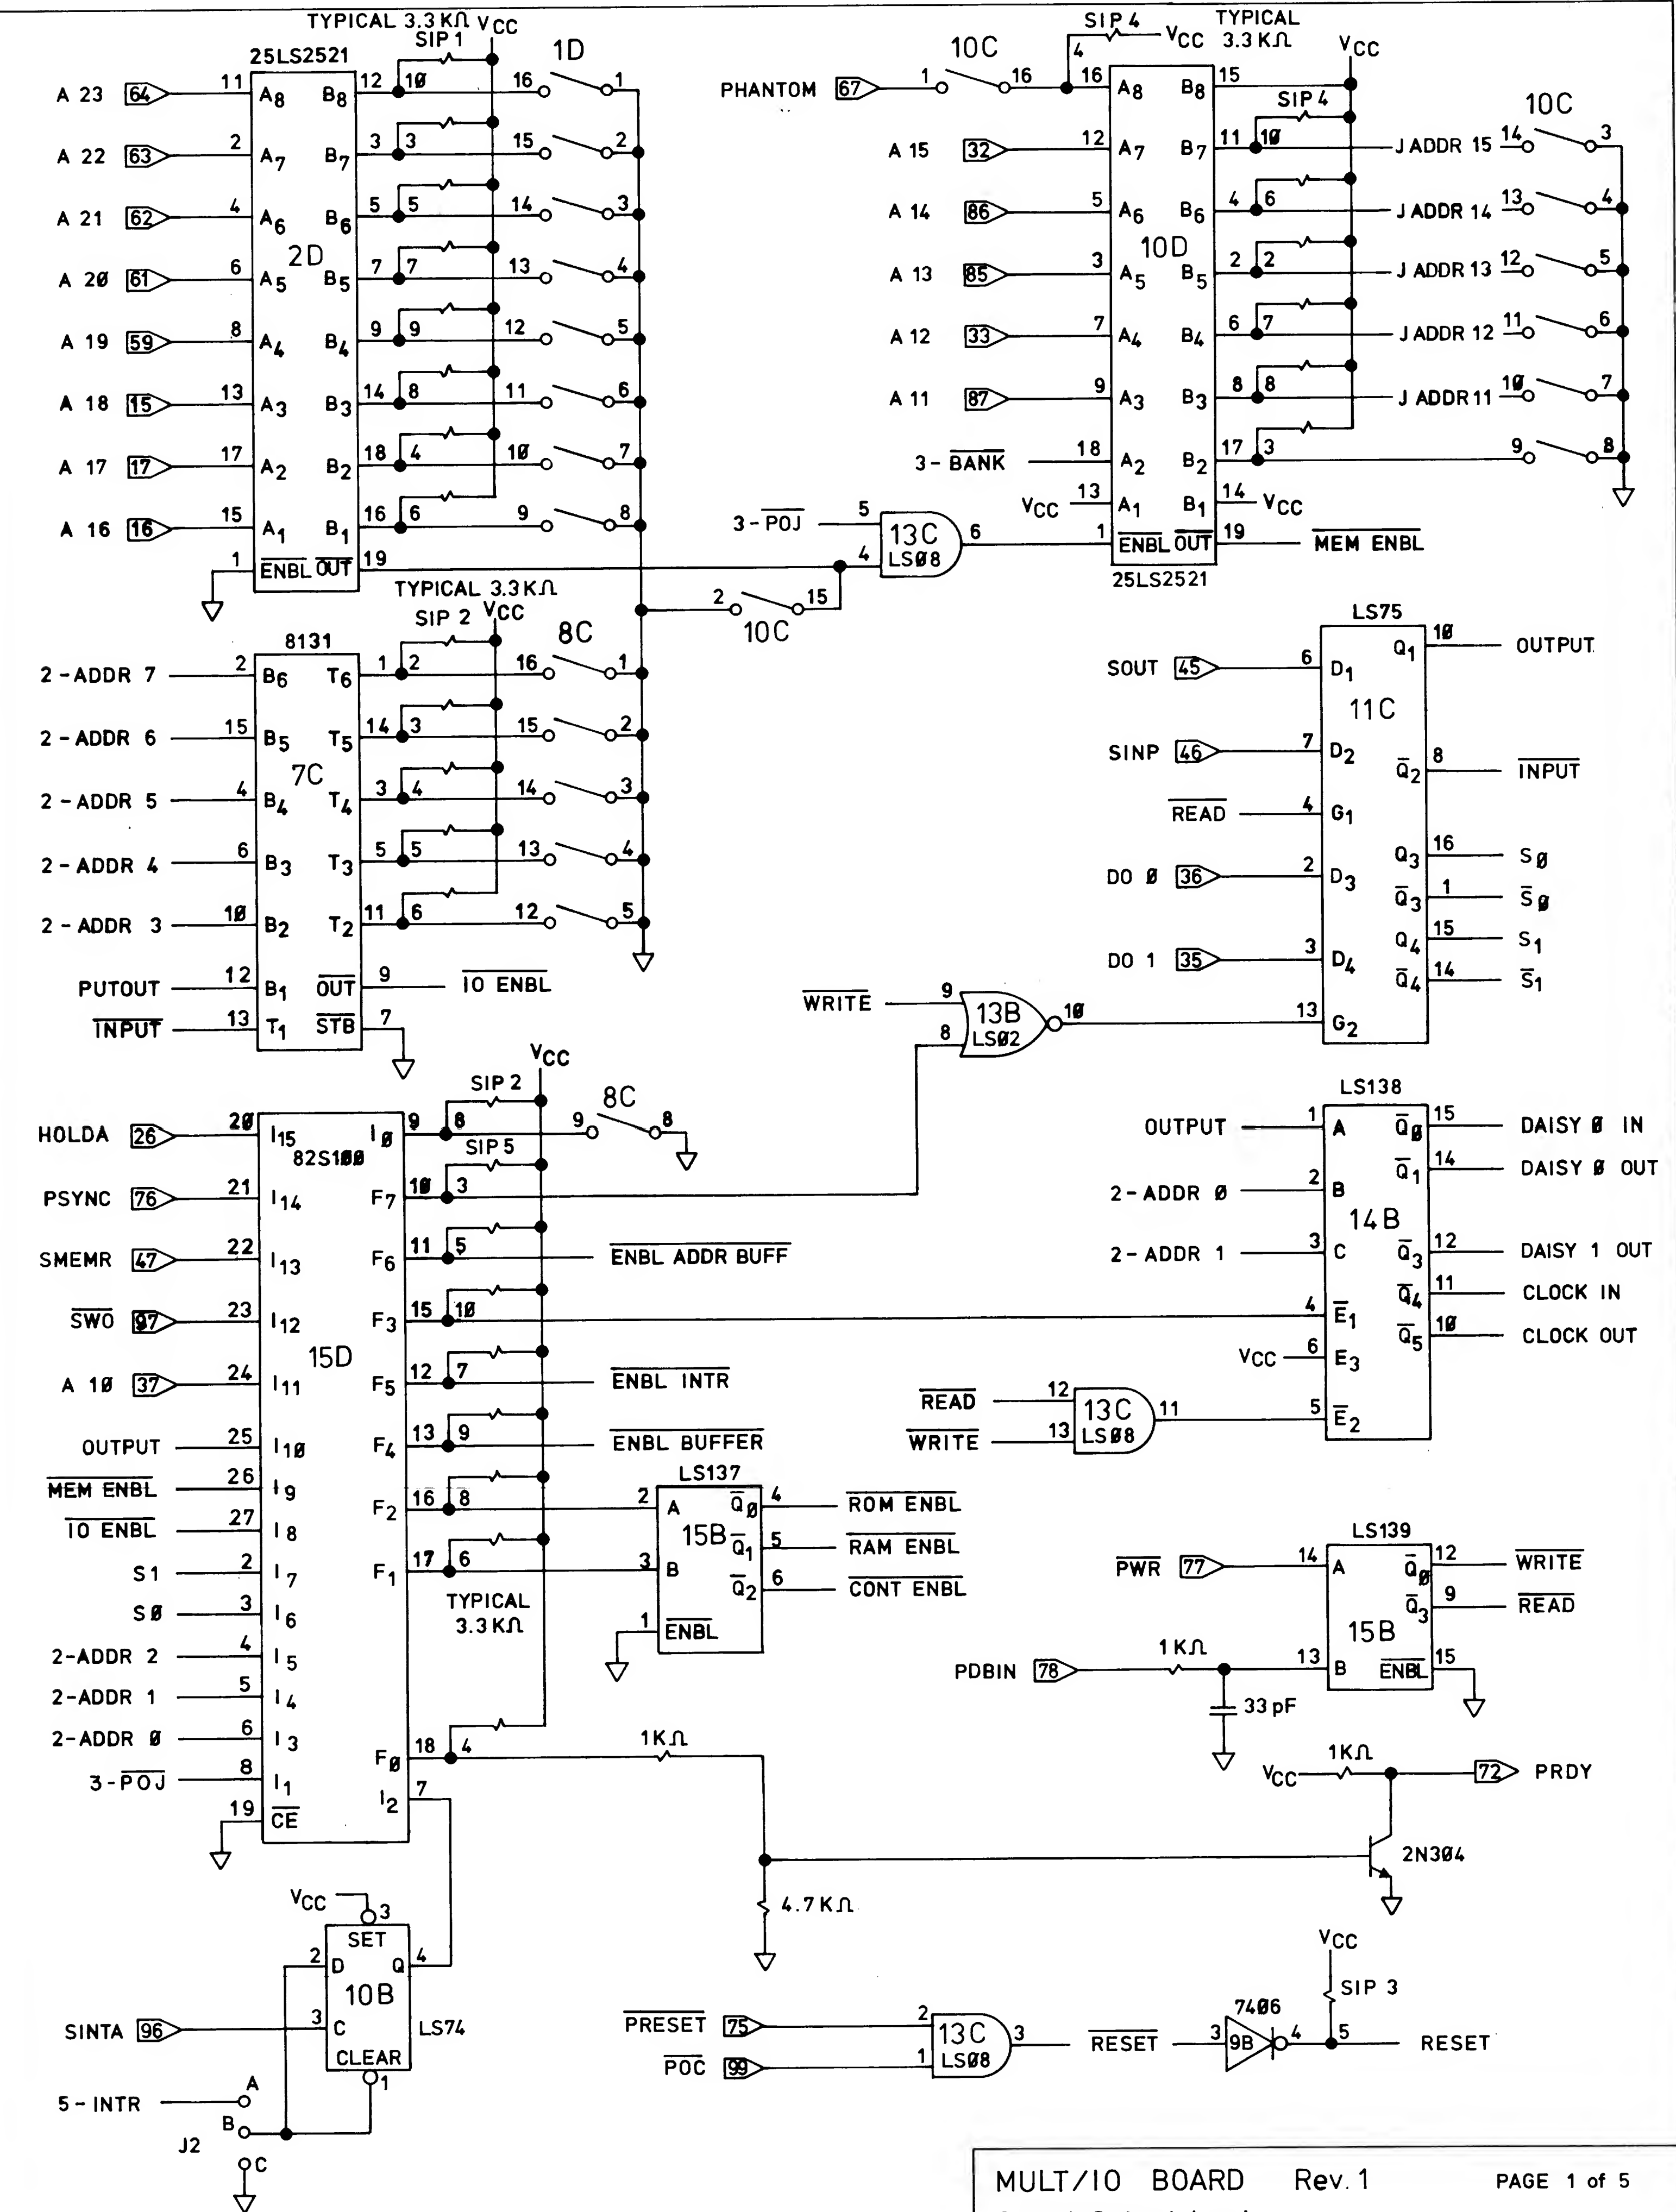 TYPICAL 3.3 KΩ VCC
SIP 1
25LS2521
1D
A 23 64 11 A8 B8 12 10 16 1
A 22 63 2 A7 B7 3 3 15 2
A 21 62 4 A6 B6 5 5 14 3
2D
A 20 61 6 A5 B5 7 7 13 4
A 19 59 8 A4 B4 9 9 12 5
A 18 15 13 A3 B3 14 8 11 6
A 17 17 17 A2 B2 18 4 10 7
A 16 16 15 A1 B1 16 6 9 8
1 ENBL OUT 19
SIP 4 TYPICAL
4 VCC 3.3 KΩ VCC
10C
PHANTOM 67 1 16 16 A8 B8 15
SIP 4 10C
A 15 32 12 A7 B7 11 10 J ADDR 15 14 3
A 14 86 5 A6 B6 4 6 J ADDR 14 13 4
10D
A 13 85 3 A5 B5 2 2 J ADDR 13 12 5
A 12 33 7 A4 B4 6 7 J ADDR 12 11 6
A 11 87 9 A3 B3 8 8 J ADDR 11 10 7
3-BANK 18 A2 B2 17 3 9 8
VCC 13 A1 B1 14 VCC
3-POJ 5 13C 6 1 ENBL OUT 19 MEM ENBL
4 LS08
25LS2521
2 15
10C
TYPICAL 3.3 KΩ
SIP 2 VCC
8131
8C
2-ADDR 7 2 B6 T6 1 2 16 1
2-ADDR 6 15 B5 T5 14 3 15 2
7C
2-ADDR 5 4 B4 T4 3 4 14 3
2-ADDR 4 6 B3 T3 5 5 13 4
2-ADDR 3 10 B2 T2 11 6 12 5
PUTOUT 12 B1 OUT 9 IO ENBL
INPUT 13 T1 STB 7
LS75
SOUT 45 6 D1 Q1 10 OUTPUT
11C
SINP 46 7 D2 Q̅2 8 INPUT
READ 4 G1
Q3 16 S0
DO 0 36 2 D3 Q̅3 1 S̅0
Q4 15 S1
DO 1 35 3 D4 Q̅4 14 S̅1
WRITE 9 13B 10 13 G2
8 LS02
VCC
SIP 2
8C
HOLDA 26 20 I15 I0 9 8 9 8
82S100
SIP 5
PSYNC 76 21 I14 F7 10 3
SMEMR 47 22 I13 F6 11 5 ENBL ADDR BUFF
SWO 97 23 I12 F3 15 10
15D
A 10 37 24 I11 F5 12 7 ENBL INTR
OUTPUT 25 I10 F4 13 9 ENBL BUFFER
MEM ENBL 26 I9 F2 16 8
IO ENBL 27 I8
S1 2 I7 F1 17 6
S0 3 I6
TYPICAL
3.3 KΩ
2-ADDR 2 4 I5
2-ADDR 1 5 I4
2-ADDR 0 6 I3 F0 18 4 1KΩ
3-POJ 8 I1 I2 7
19 CE
LS137
2 A Q̅0 4 ROM ENBL
15B Q̅1 5 RAM ENBL
3 B Q̅2 6 CONT ENBL
1 ENBL
LS138
OUTPUT 1 A Q̅0 15 DAISY 0 IN
Q̅1 14 DAISY 0 OUT
2-ADDR 0 2 B
14B
2-ADDR 1 3 C Q̅3 12 DAISY 1 OUT
Q̅4 11 CLOCK IN
4 E̅1 Q̅5 10 CLOCK OUT
VCC 6 E3
READ 12 13C 11 5 E̅2
WRITE 13 LS08
LS139
PWR 77 14 A Q̅0 12 WRITE
Q̅3 9 READ
15B
1KΩ
PDBIN 78 13 B ENBL 15
33 pF
1KΩ
VCC 72 PRDY
2N304
4.7 KΩ
VCC 3
SET
2 D Q 4
10B
SINTA 96 3 C LS74
CLEAR
1
5-INTR A
B
J2
C
VCC
SIP 3
PRESET 75 2 13C 3 RESET 3 7406 9B 4 5 RESET
POC 99 1 LS08
MULT/IO BOARD Rev. 1 PAGE 1 of 5